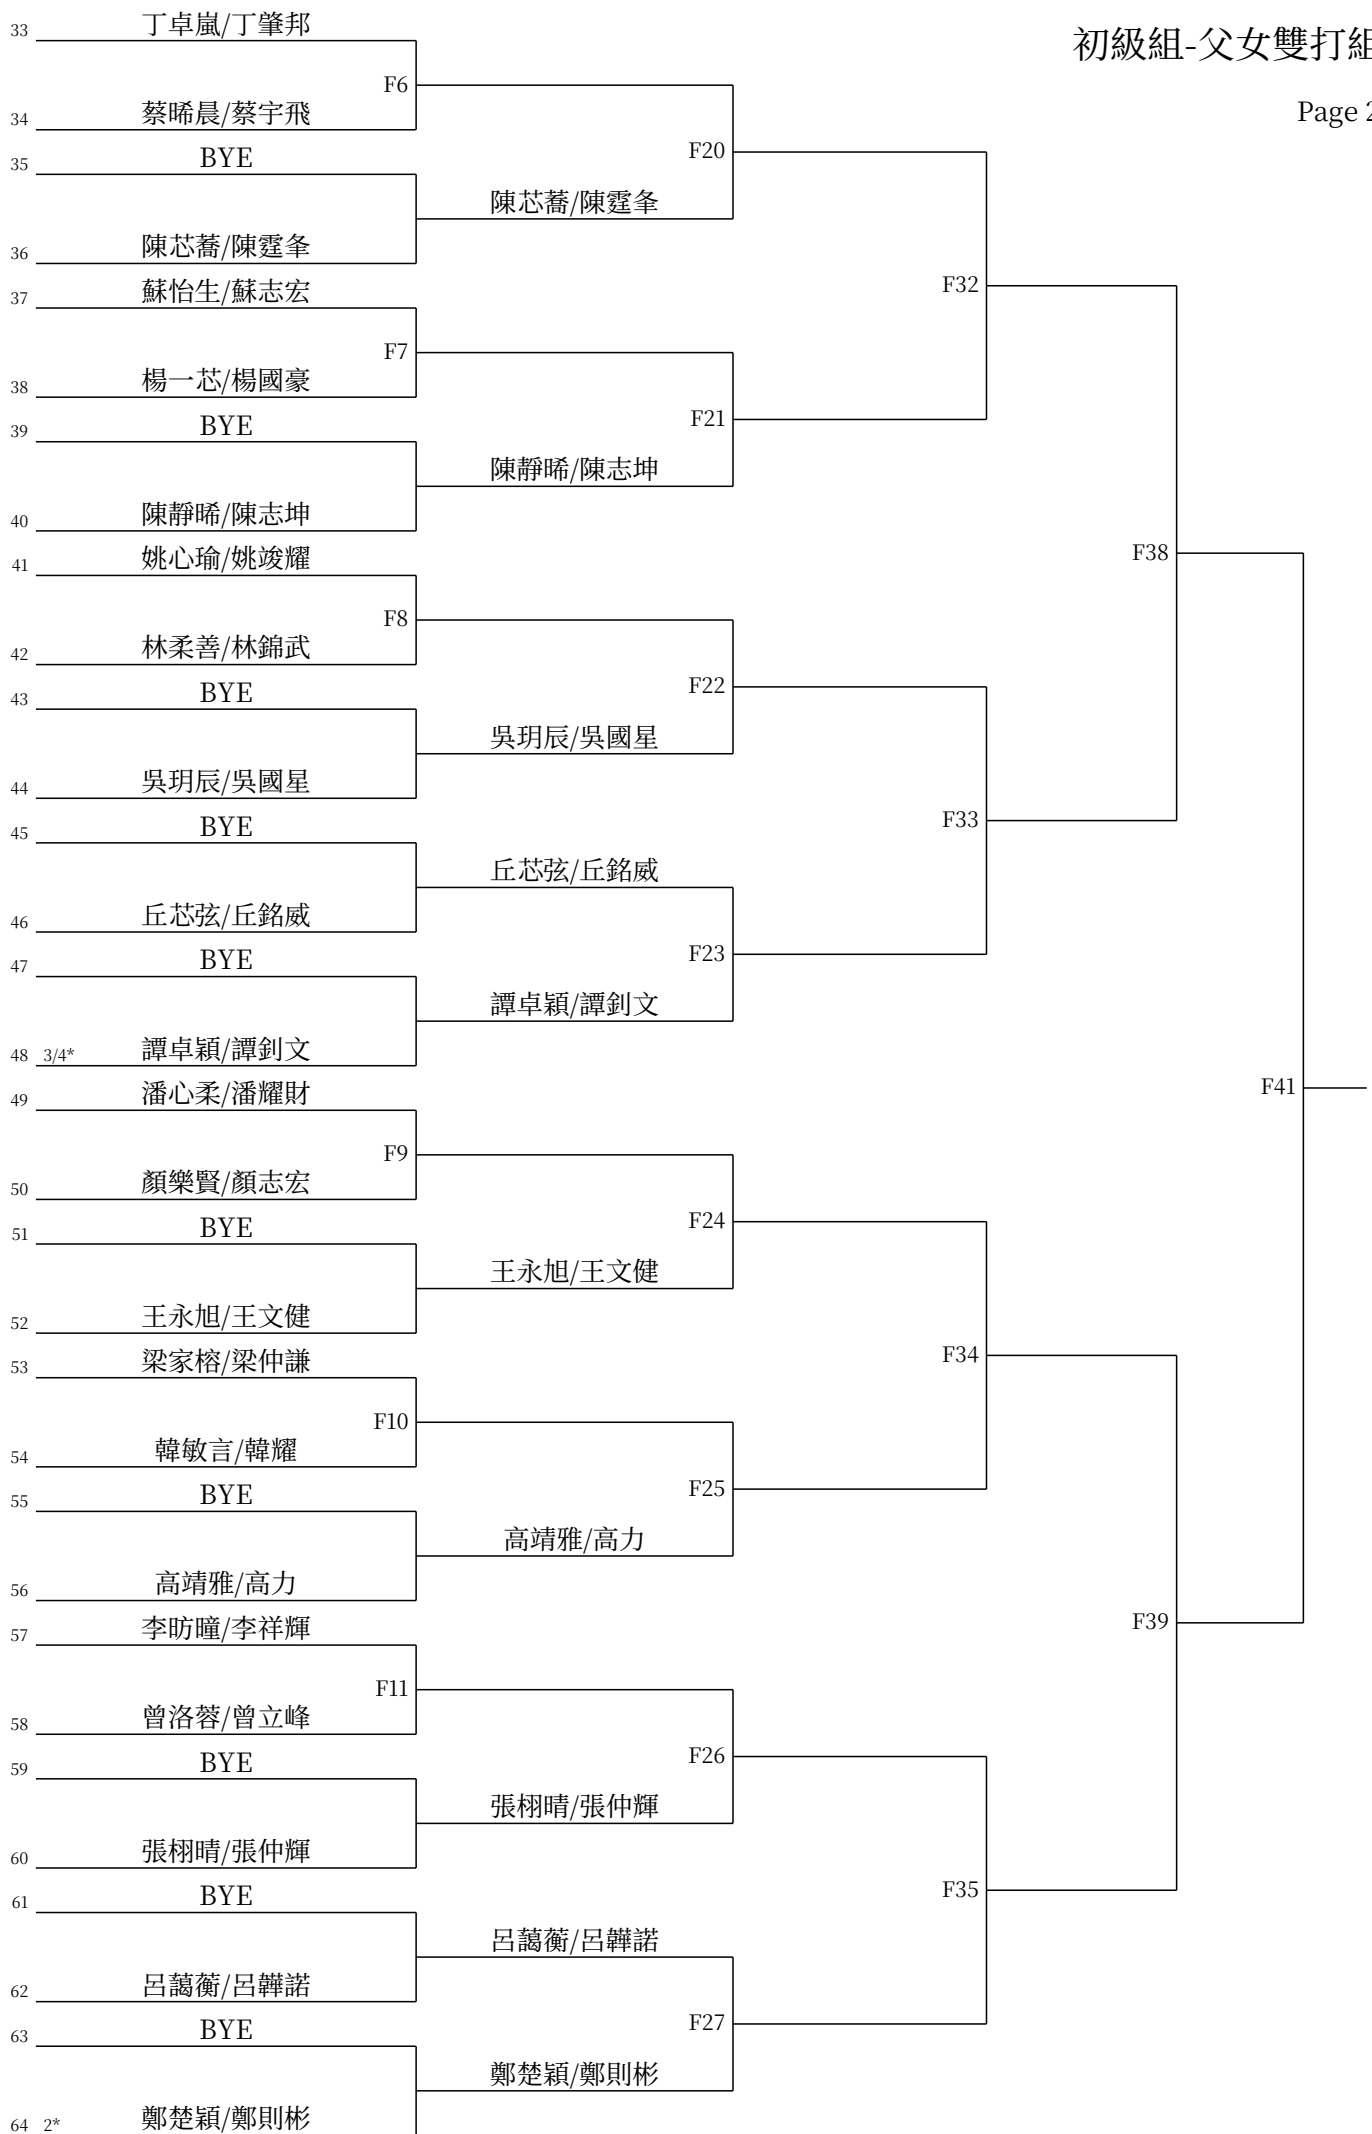 初級組-父女雙打組
Page 2
33 丁卓嵐/丁肇邦
F6
34 蔡晞晨/蔡宇飛
F20
35 BYE
陳芯蕎/陳霆夆
36 陳芯蕎/陳霆夆
F32
37 蘇怡生/蘇志宏
F7
38 楊一芯/楊國豪
F21
39 BYE
陳靜晞/陳志坤
40 陳靜晞/陳志坤
F38
41 姚心瑜/姚竣耀
F8
42 林柔善/林錦武
F22
43 BYE
吳玥辰/吳國星
44 吳玥辰/吳國星
F33
45 BYE
丘芯弦/丘銘威
46 丘芯弦/丘銘威
F23
47 BYE
譚卓穎/譚釗文
48 3/4* 譚卓穎/譚釗文
F41
49 潘心柔/潘耀財
F9
50 顏樂賢/顏志宏
F24
51 BYE
王永旭/王文健
52 王永旭/王文健
F34
53 梁家榕/梁仲謙
F10
54 韓敏言/韓耀
F25
55 BYE
高靖雅/高力
56 高靖雅/高力
F39
57 李昉曈/李祥輝
F11
58 曾洛蓉/曾立峰
F26
59 BYE
張栩晴/張仲輝
60 張栩晴/張仲輝
F35
61 BYE
呂藹蘅/呂韡諾
62 呂藹蘅/呂韡諾
F27
63 BYE
鄭楚穎/鄭則彬
64 2* 鄭楚穎/鄭則彬